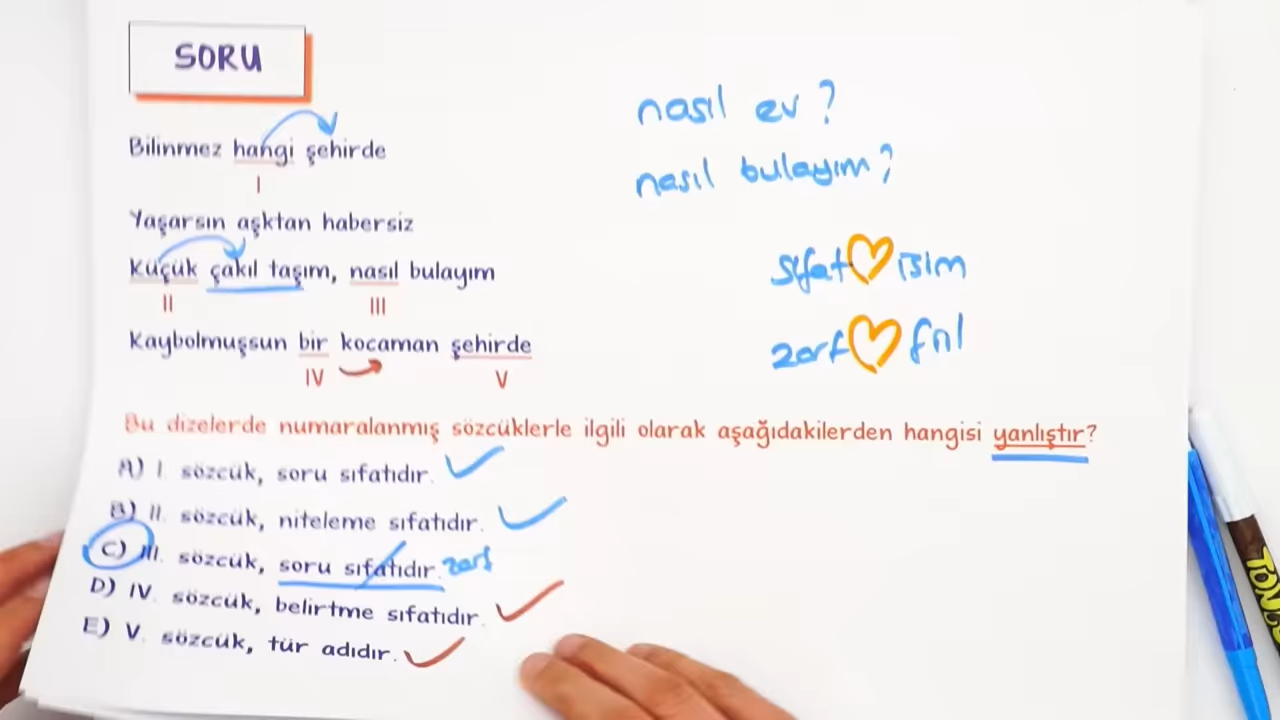 SORU
Bilinmez hangi şehirde
I
Yaşarsın aşktan habersiz
Küçük çakıl taşım, nasıl bulayım
II III
Kaybolmuşsun bir kocaman şehirde
IV V
nasıl ev?
nasıl bulayım?
sıfat isim
zarf fiil
Bu dizelerde numaralanmış sözcüklerle ilgili olarak aşağıdakilerden hangisi yanlıştır?
A) I. sözcük, soru sıfatıdır.
B) II. sözcük, niteleme sıfatıdır.
C) III. sözcük, soru sıfatıdır. zarf
D) IV. sözcük, belirtme sıfatıdır.
E) V. sözcük, tür adıdır.